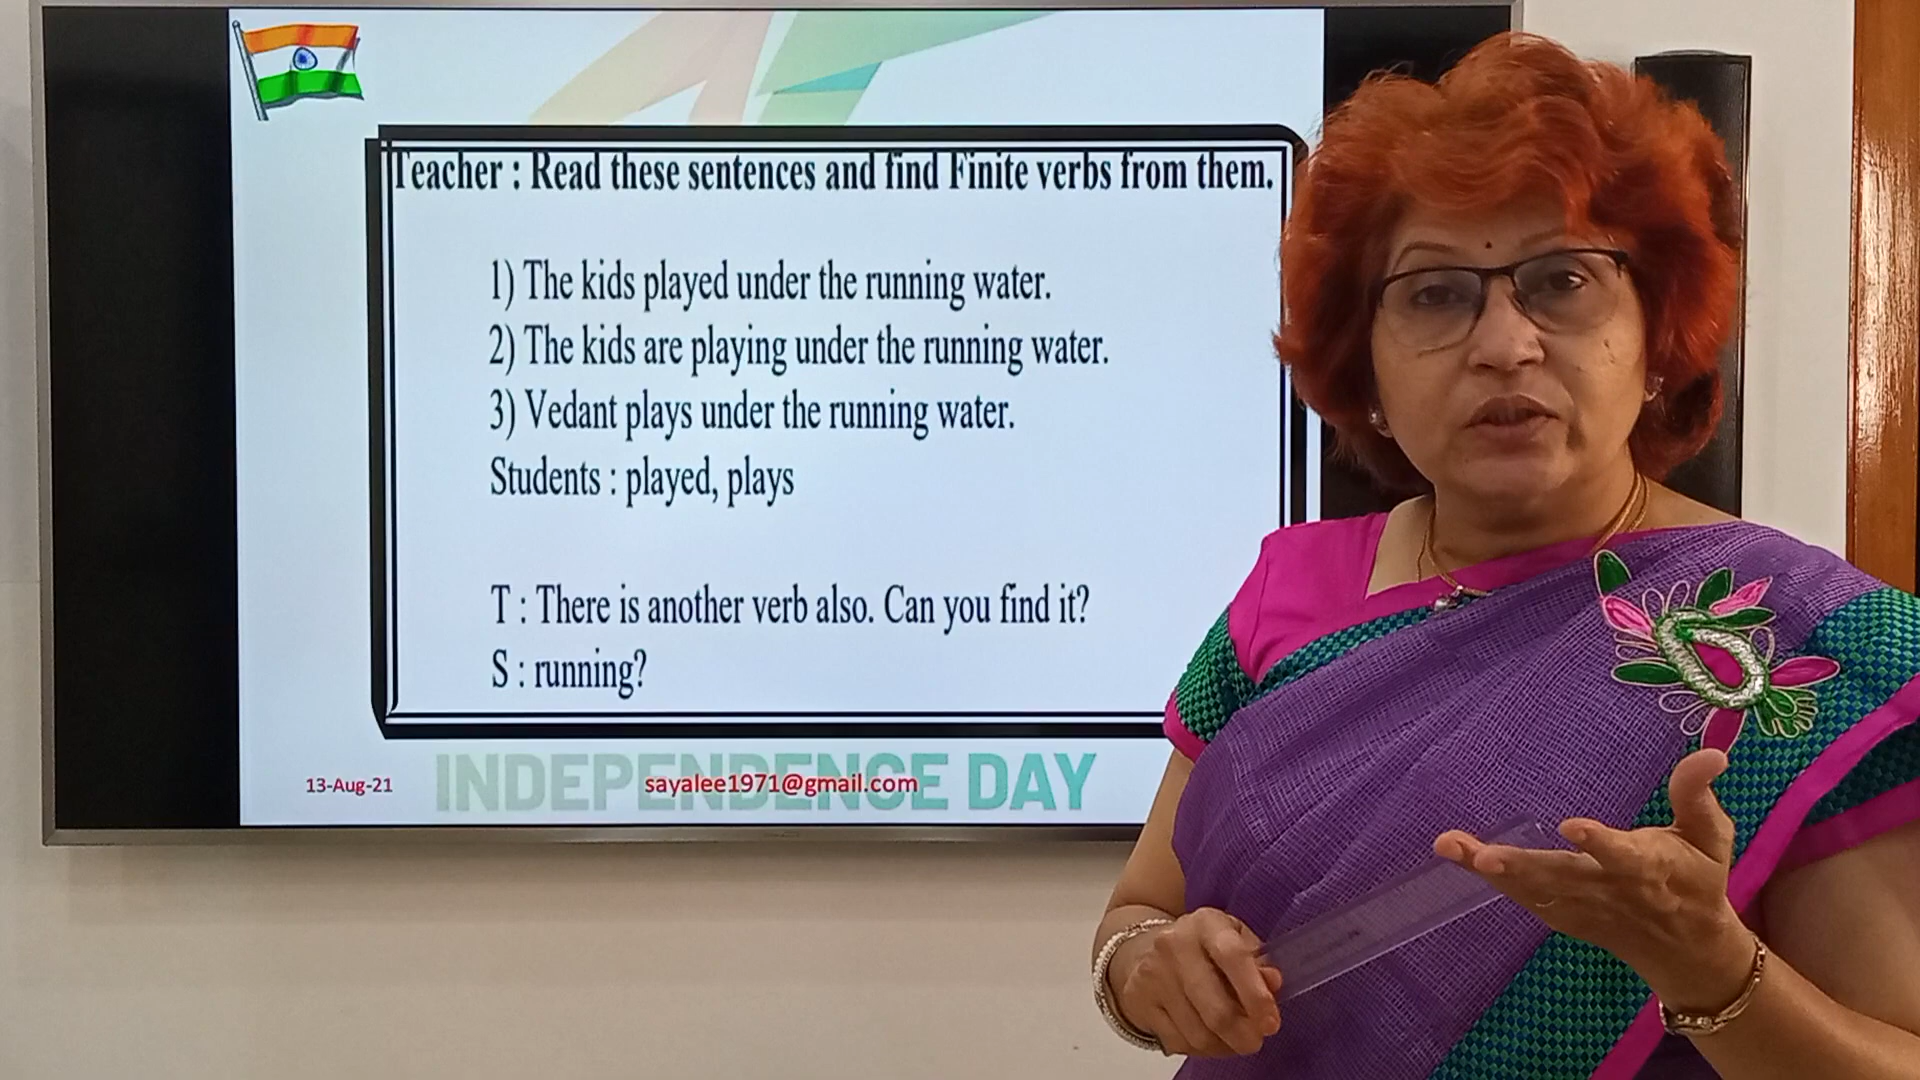 Teacher : Read these sentences and find Finite verbs from them.
1) The kids played under the running water.
2) The kids are playing under the running water.
3) Vedant plays under the running water.
Students : played, plays
T : There is another verb also. Can you find it?
S : running?
INDEPENDENCE DAY
13-Aug-21
sayalee1971@gmail.com